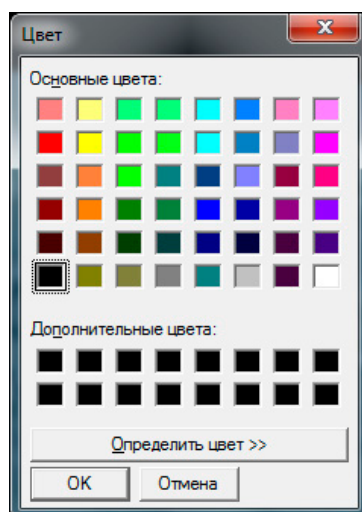 Цвет
Основные цвета:
Дополнительные цвета:
Определить цвет >>
OK
Отмена